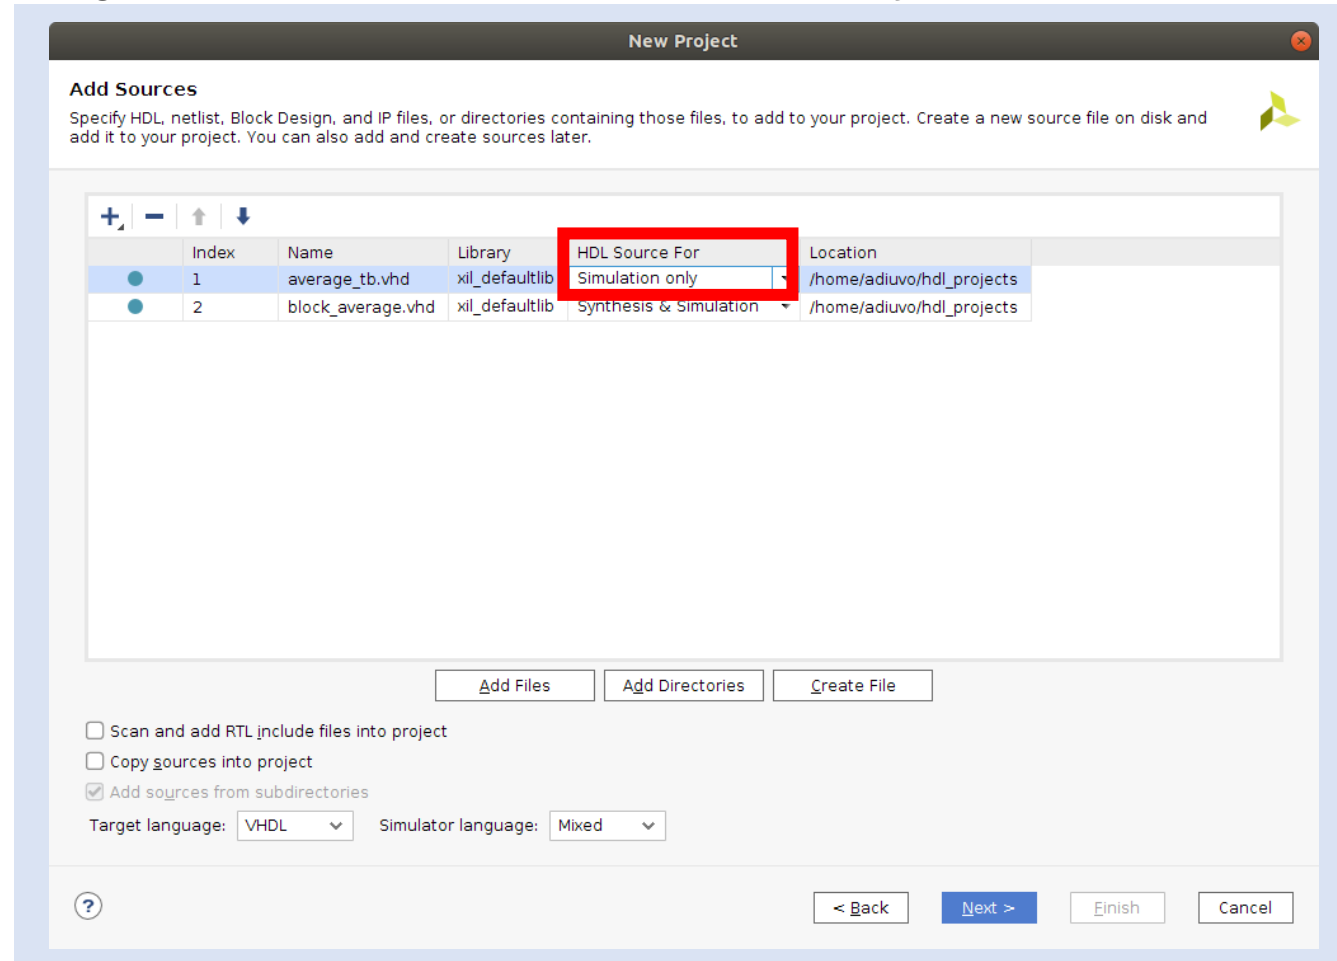 New Project
Add Sources
Specify HDL, netlist, Block Design, and IP files, or directories containing those files, to add to your project. Create a new source file on disk and
add it to your project. You can also add and create sources later.
Index Name Library HDL Source For Location
1 average_tb.vhd xil_defaultlib Simulation only /home/adiuvo/hdl_projects
2 block_average.vhd xil_defaultlib Synthesis & Simulation /home/adiuvo/hdl_projects
Add Files Add Directories Create File
Scan and add RTL include files into project
Copy sources into project
Add sources from subdirectories
Target language: VHDL Simulator language: Mixed
? < Back Next > Finish Cancel